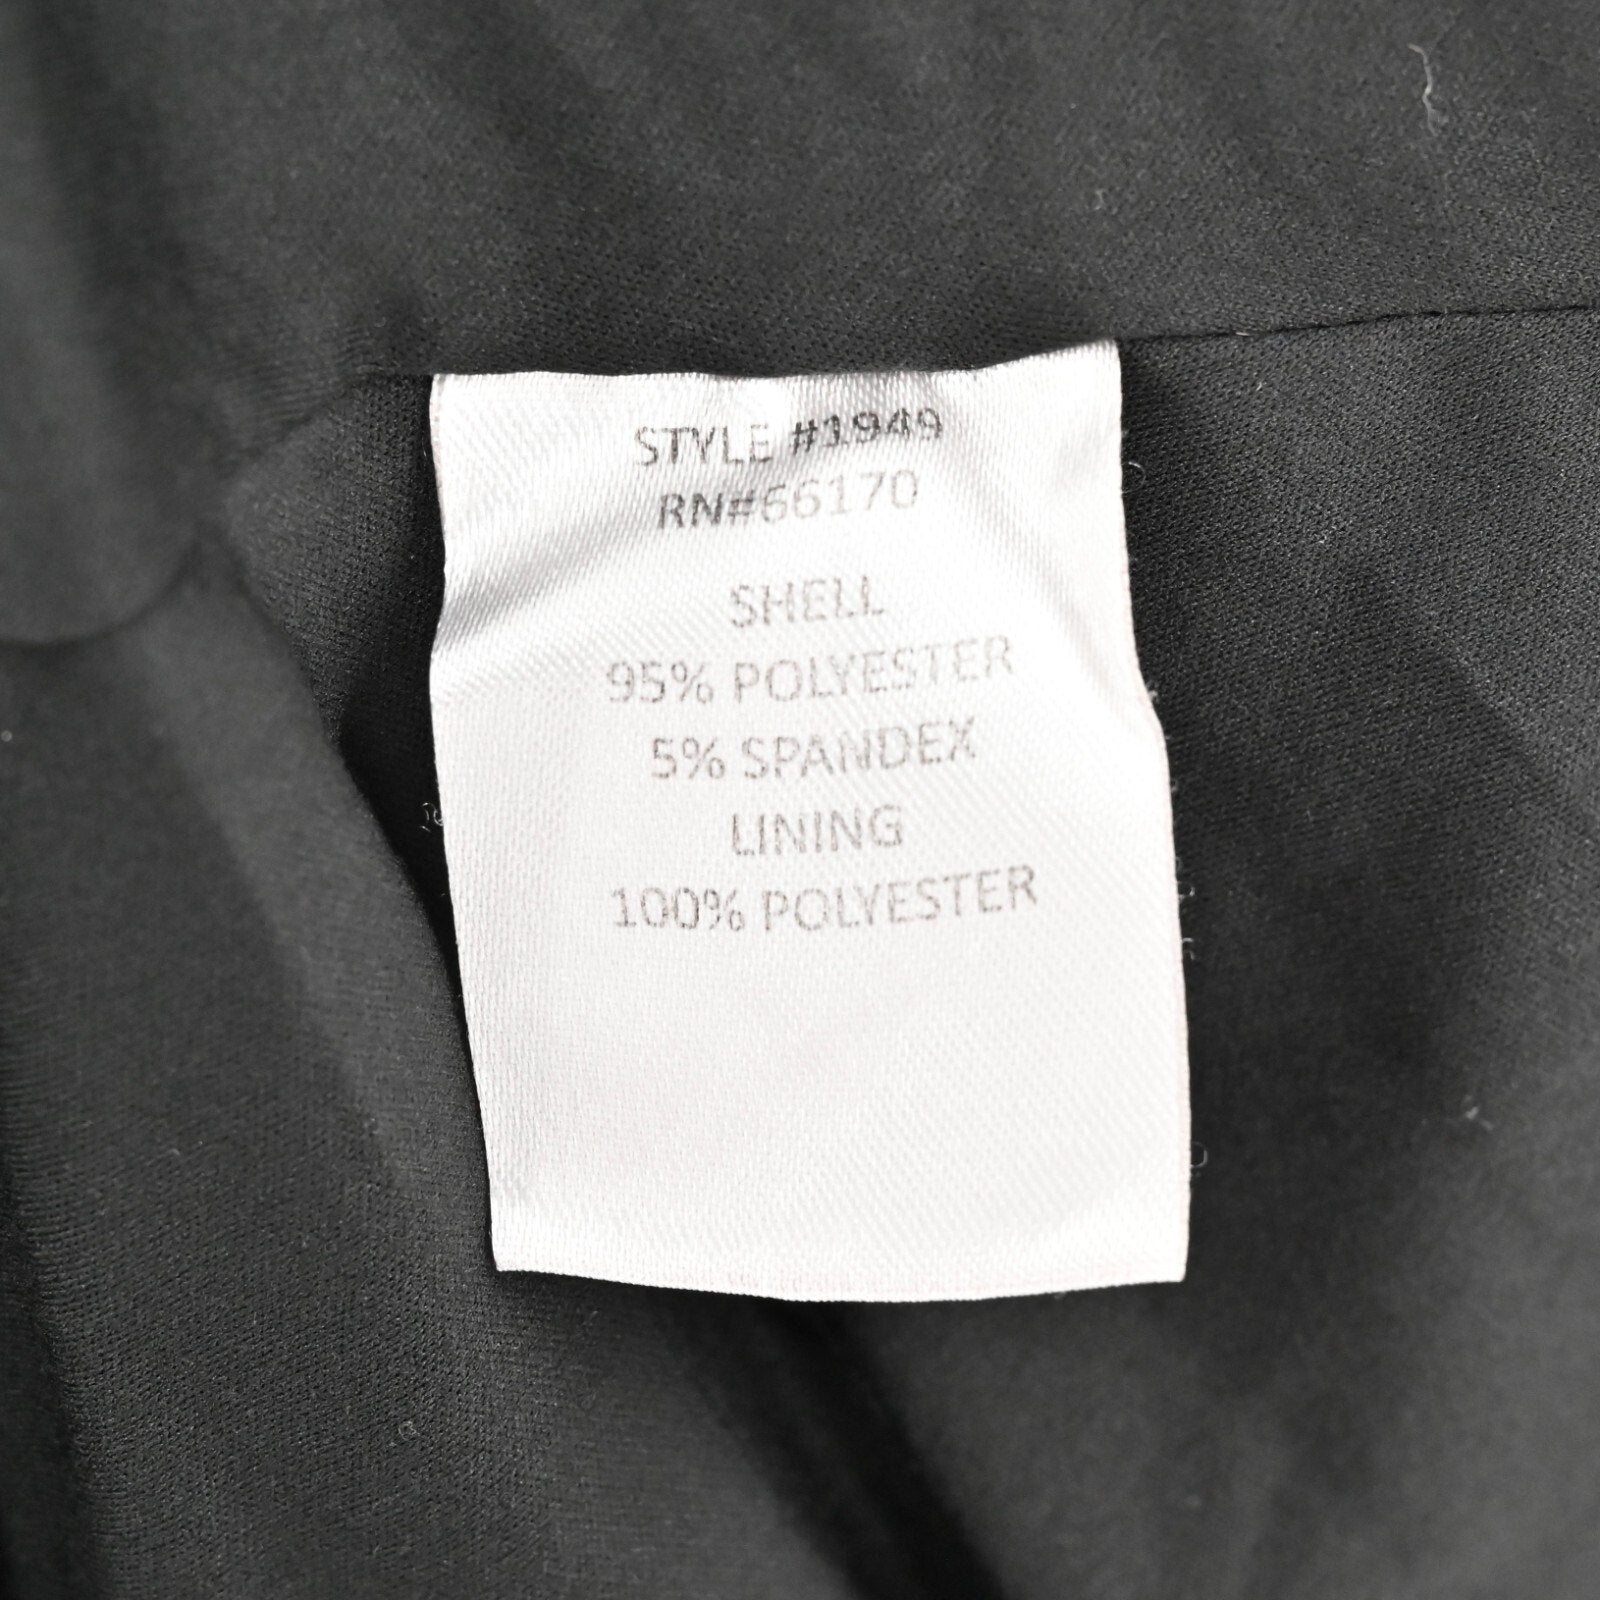 STYLE #1949
RN#66170
SHELL
95% POLYESTER
5% SPANDEX
LINING
100% POLYESTER